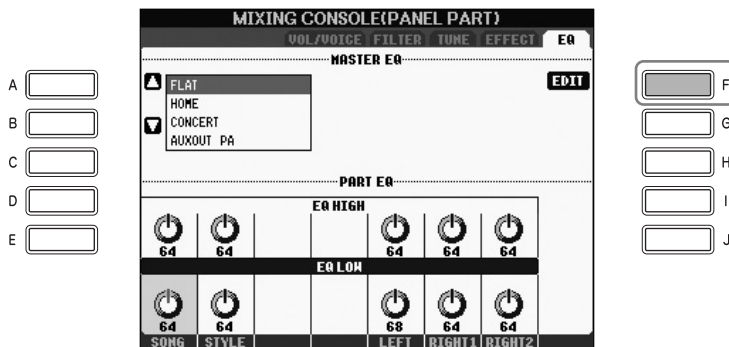 MIXING CONSOLE(PANEL PART)
VOL/VOICE FILTER TUNE EFFECT EQ
MASTER EQ
FLAT
HOME
CONCERT
AUXOUT PA
EDIT
PART EQ
EQ HIGH
64 64 64 64 64
EQ LOW
64 64 68 64 64
SONG STYLE LEFT RIGHT1 RIGHT2
A
B
C
D
E
F
G
H
I
J